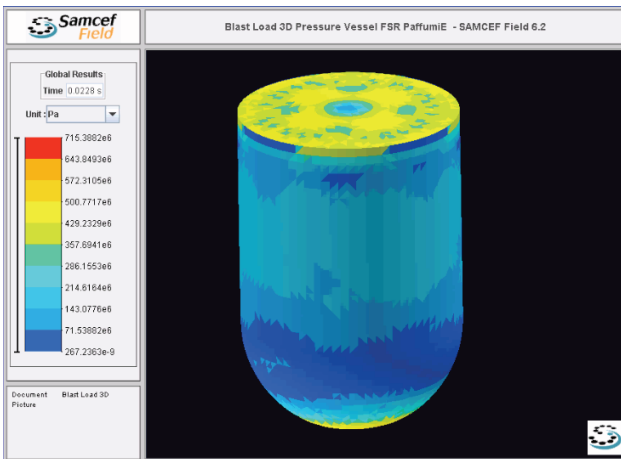 Samcef
Field
Blast Load 3D Pressure Vessel FSR PaffumiE - SAMCEF Field 6.2
Global Results
Time 0.0228 s
Unit : Pa
715.3882e6
643.8493e6
572.3105e6
500.7717e6
429.2329e6
357.6941e6
286.1553e6
214.6164e6
143.0776e6
71.53882e6
267.2363e-9
Document Blast Load 3D
Picture